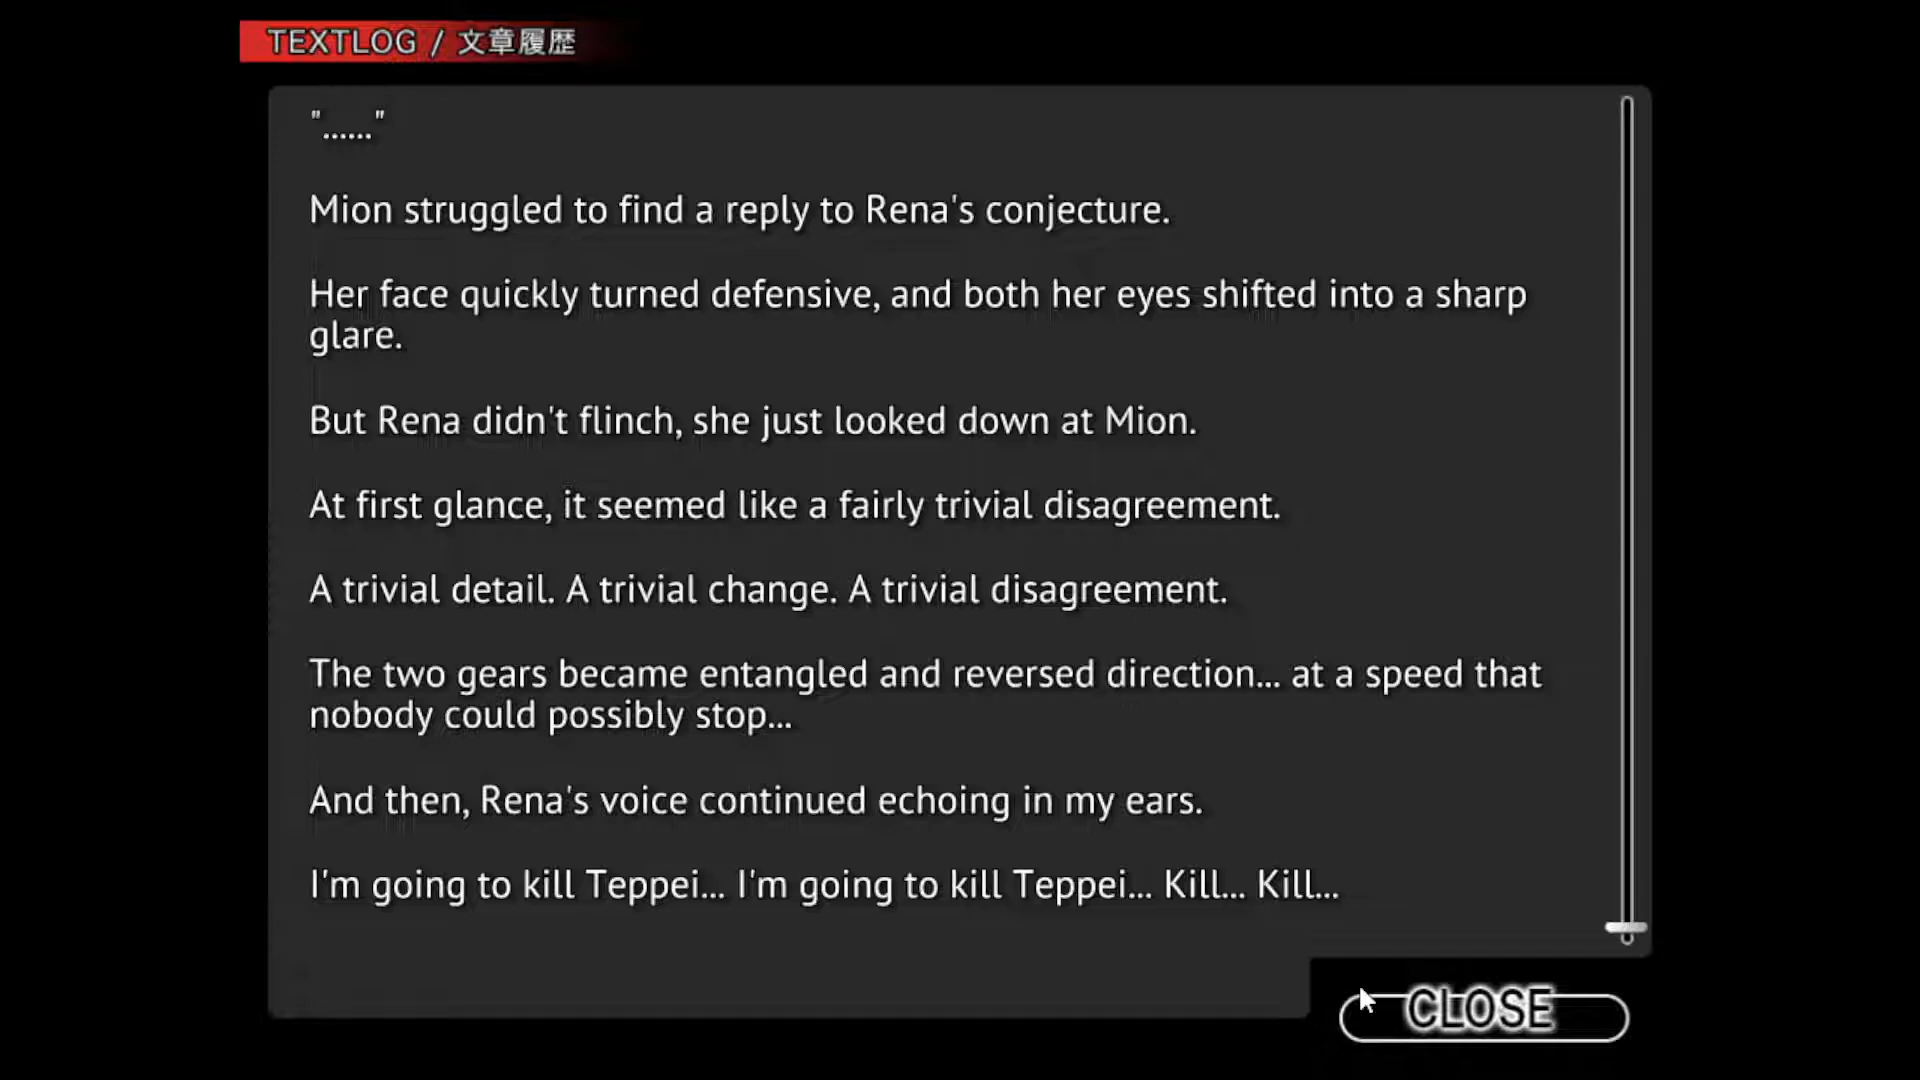 TEXTLOG / 文章履歴
"......"
Mion struggled to find a reply to Rena's conjecture.
Her face quickly turned defensive, and both her eyes shifted into a sharp
glare.
But Rena didn't flinch, she just looked down at Mion.
At first glance, it seemed like a fairly trivial disagreement.
A trivial detail. A trivial change. A trivial disagreement.
The two gears became entangled and reversed direction... at a speed that
nobody could possibly stop...
And then, Rena's voice continued echoing in my ears.
I'm going to kill Teppei... I'm going to kill Teppei... Kill... Kill...
CLOSE